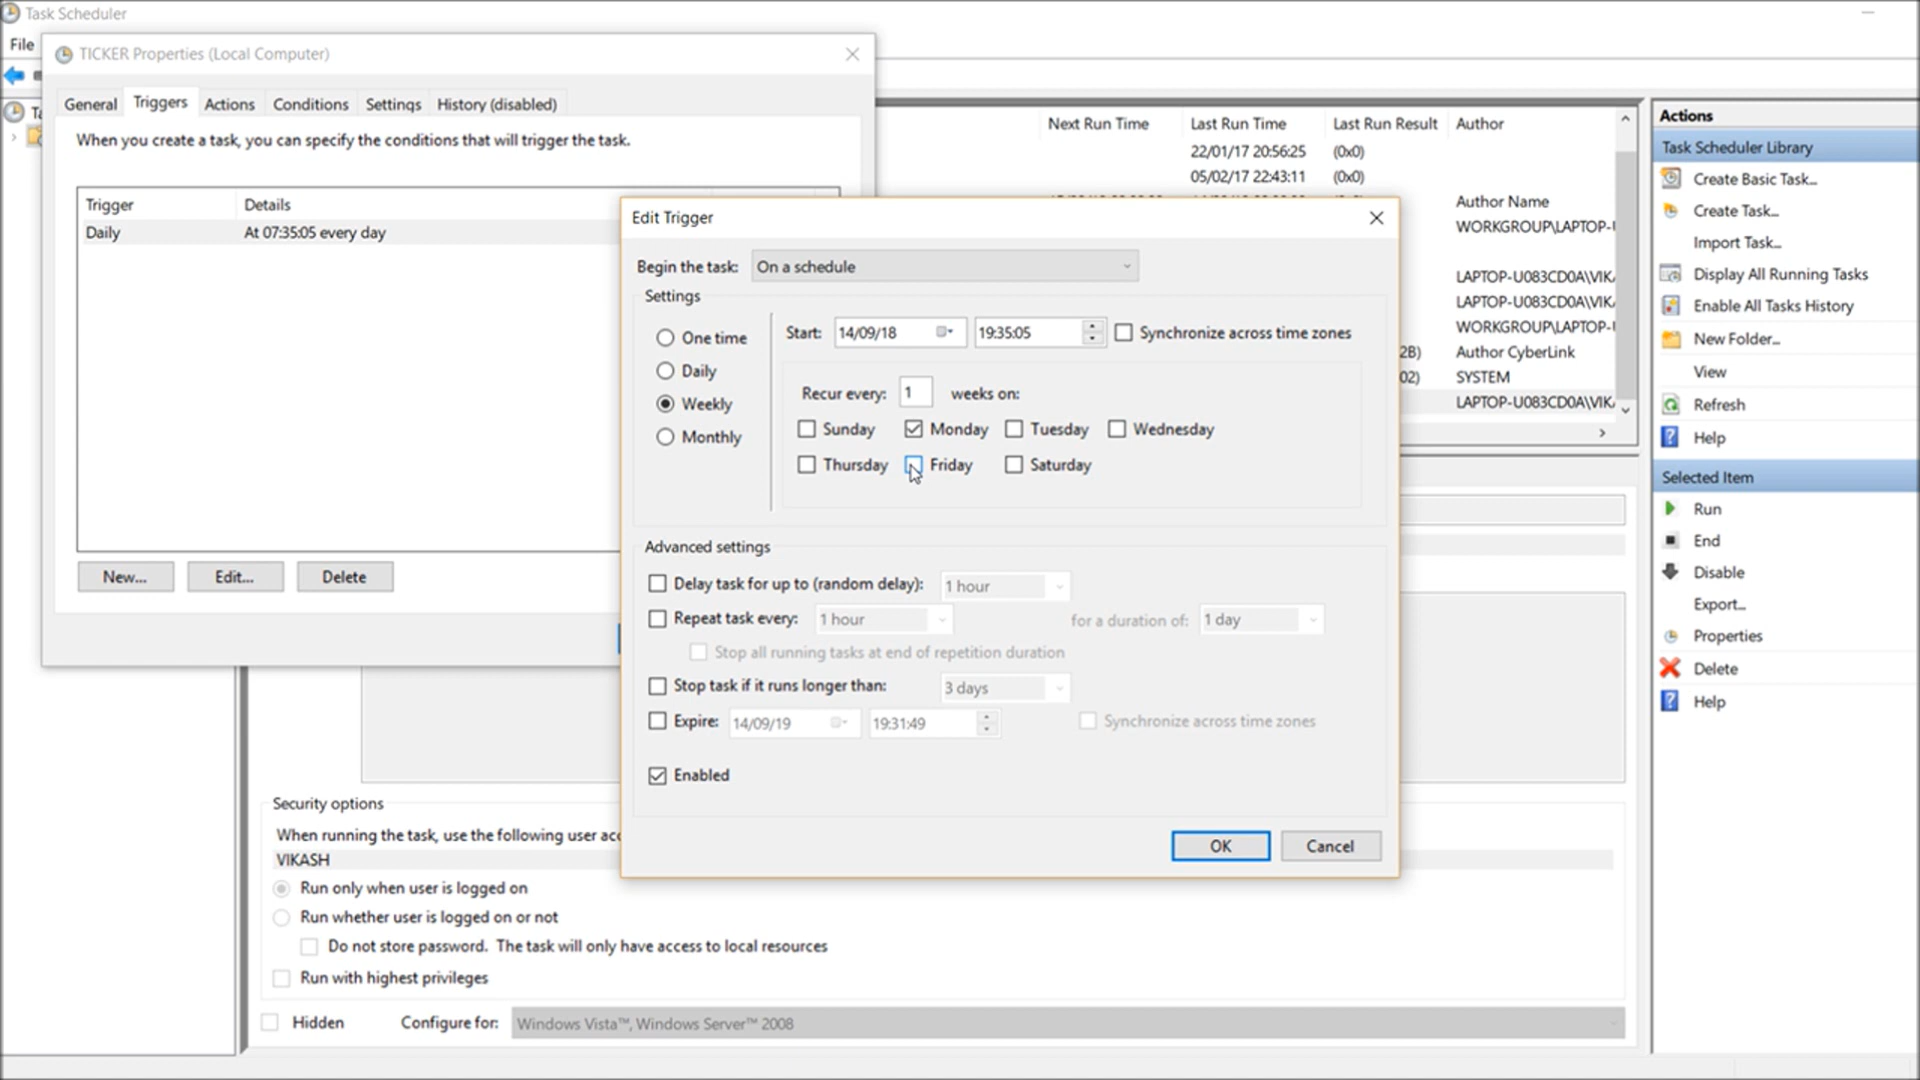 Task Scheduler
File
TICKER Properties (Local Computer)
General
Triggers
Actions
Conditions
Settings
History (disabled)
When you create a task, you can specify the conditions that will trigger the task.
Trigger
Details
Daily
At 07:35:05 every day
New...
Edit...
Delete
Next Run Time
Last Run Time
Last Run Result
Author
22/01/17 20:56:25
(0x0)
05/02/17 22:43:11
(0x0)
Author Name
WORKGROUP\LAPTOP-
LAPTOP-U083CD0A\VIK
LAPTOP-U083CD0A\VIK
WORKGROUP\LAPTOP-
2B)
Author CyberLink
02)
SYSTEM
LAPTOP-U083CD0A\VIK
Edit Trigger
Begin the task:
On a schedule
Settings
One time
Daily
Weekly
Monthly
Start:
14/09/18
19:35:05
Synchronize across time zones
Recur every:
1
weeks on:
Sunday
Monday
Tuesday
Wednesday
Thursday
Friday
Saturday
Advanced settings
Delay task for up to (random delay):
1 hour
Repeat task every:
1 hour
for a duration of:
1 day
Stop all running tasks at end of repetition duration
Stop task if it runs longer than:
3 days
Expire:
14/09/19
19:31:49
Synchronize across time zones
Enabled
OK
Cancel
Security options
When running the task, use the following user acc
VIKASH
Run only when user is logged on
Run whether user is logged on or not
Do not store password. The task will only have access to local resources
Run with highest privileges
Hidden
Configure for:
Windows Vista™, Windows Server™ 2008
Actions
Task Scheduler Library
Create Basic Task...
Create Task...
Import Task...
Display All Running Tasks
Enable All Tasks History
New Folder...
View
Refresh
Help
Selected Item
Run
End
Disable
Export...
Properties
Delete
Help